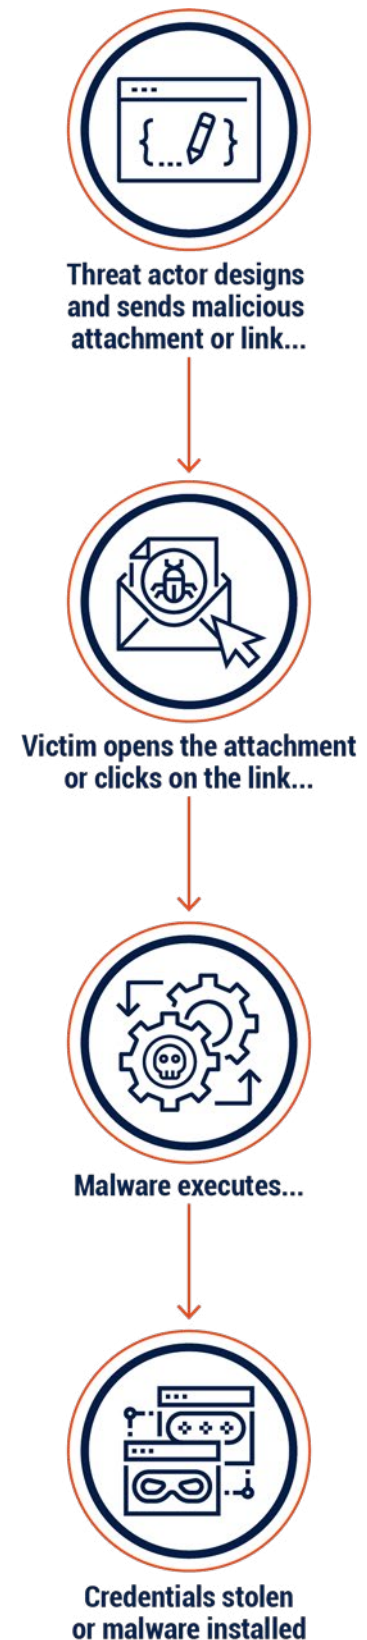 Threat actor designs
and sends malicious
attachment or link...
Victim opens the attachment
or clicks on the link...
Malware executes...
Credentials stolen
or malware installed